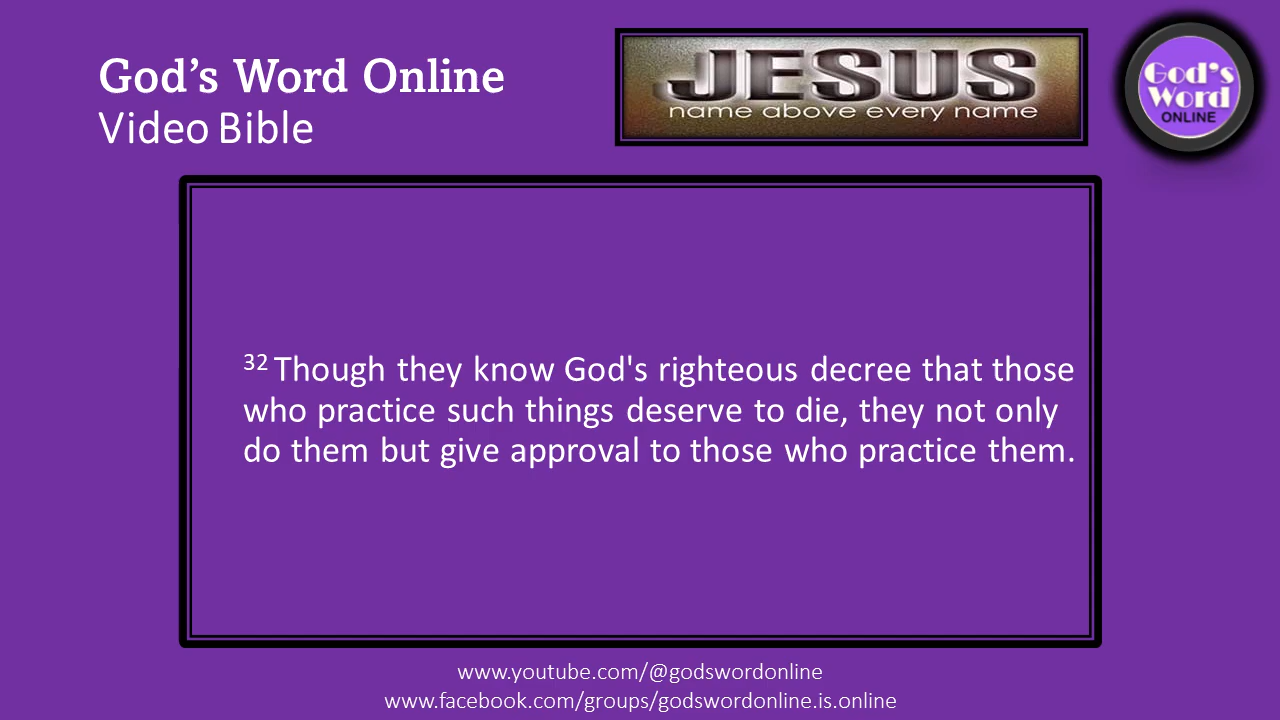 God’s Word Online
Video Bible
JESUS
name above every name
God's
Word
ONLINE
32 Though they know God's righteous decree that those
who practice such things deserve to die, they not only
do them but give approval to those who practice them.
www.youtube.com/@godswordonline
www.facebook.com/groups/godswordonline.is.online